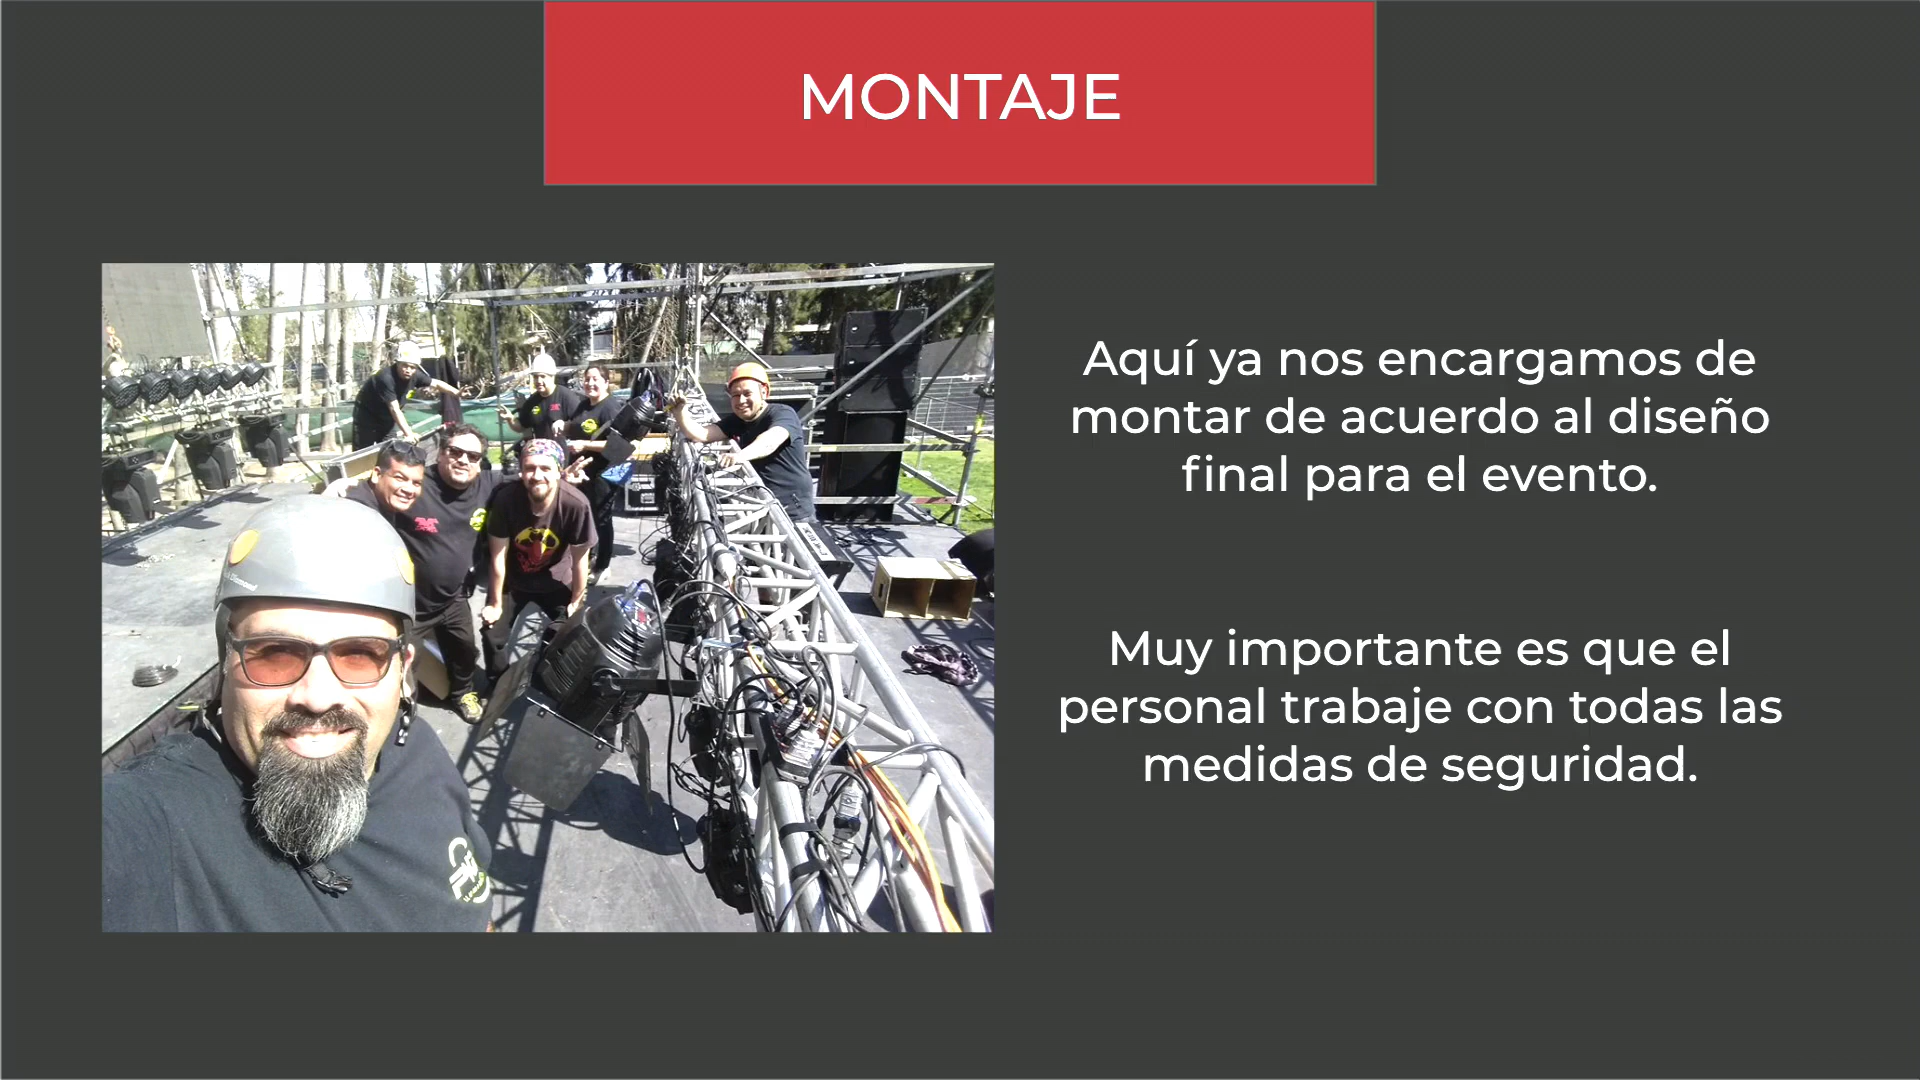 MONTAJE
Aquí ya nos encargamos de
montar de acuerdo al diseño
final para el evento.
Muy importante es que el
personal trabaje con todas las
medidas de seguridad.